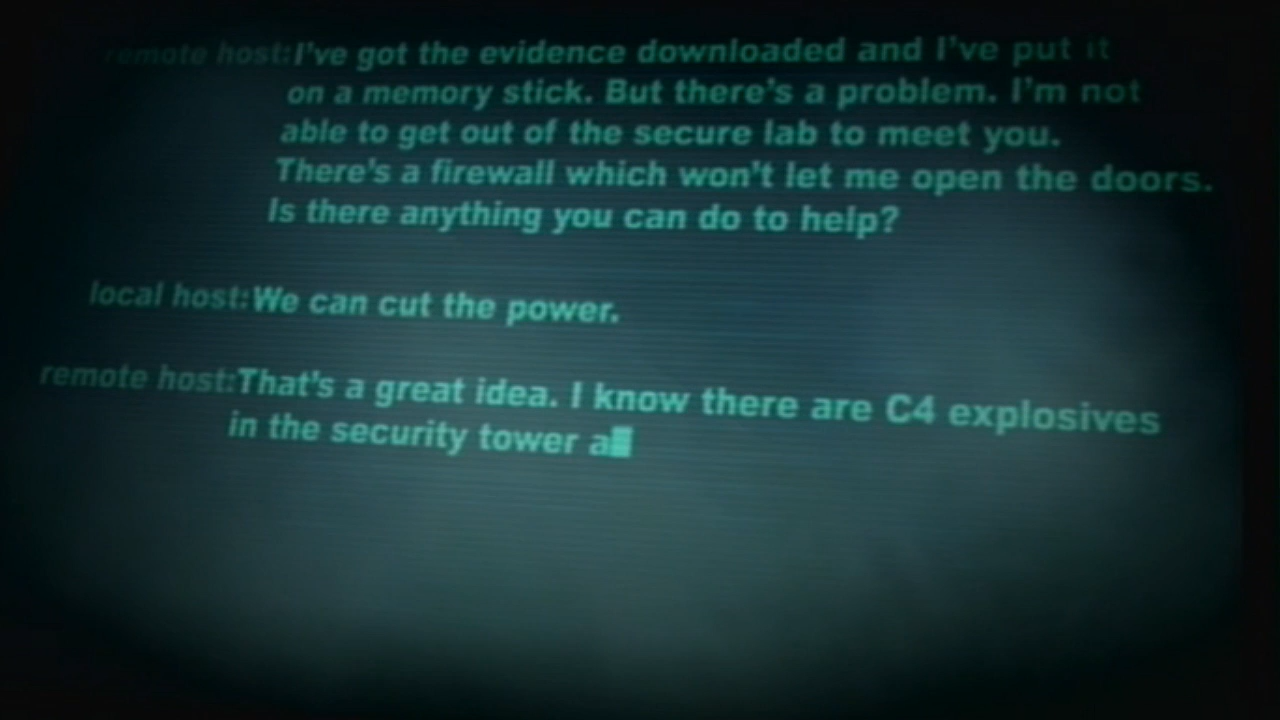 remote host:I've got the evidence downloaded and I've put it
on a memory stick. But there's a problem. I'm not
able to get out of the secure lab to meet you.
There's a firewall which won't let me open the doors.
Is there anything you can do to help?
local host:We can cut the power.
remote host:That's a great idea. I know there are C4 explosives
in the security tower a